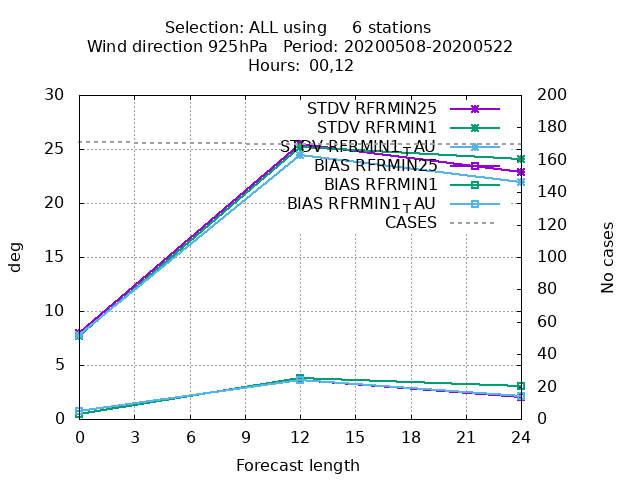 Selection: ALL using 6 stations
Wind direction 925hPa Period: 20200508-20200522
Hours: 00,12
30
25
20
15
10
5
0
deg
200
180
160
140
120
100
80
60
40
20
0
No cases
STDV RFRMIN25
STDV RFRMIN1
STDV RFRMIN1TAU
BIAS RFRMIN25
BIAS RFRMIN1
BIAS RFRMIN1TAU
CASES
0 3 6 9 12 15 18 21 24
Forecast length